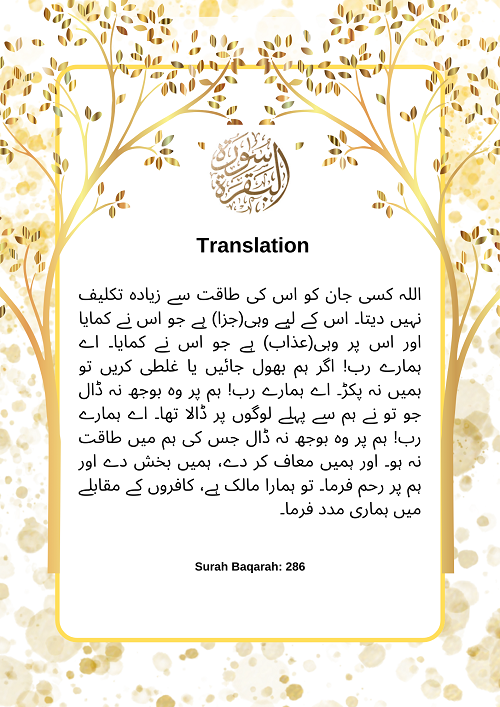 سورة
البقرة
Translation
اللہ کسی جان کو اس کی طاقت سے زیادہ تکلیف
نہیں دیتا۔ اس کے لیے وہی(جزا) ہے جو اس نے کمایا
اور اس پر وہی(عذاب) ہے جو اس نے کمایا۔ اے
ہمارے رب! اگر ہم بھول جائیں یا غلطی کریں تو
ہمیں نہ پکڑ۔ اے ہمارے رب! ہم پر وہ بوجھ نہ ڈال
جو تو نے ہم سے پہلے لوگوں پر ڈالا تھا۔ اے ہمارے
رب! ہم پر وہ بوجھ نہ ڈال جس کی ہم میں طاقت
نہ ہو۔ اور ہمیں معاف کر دے، ہمیں بخش دے اور
ہم پر رحم فرما۔ تو ہمارا مالک ہے، کافروں کے مقابلے
میں ہماری مدد فرما۔
Surah Baqarah: 286